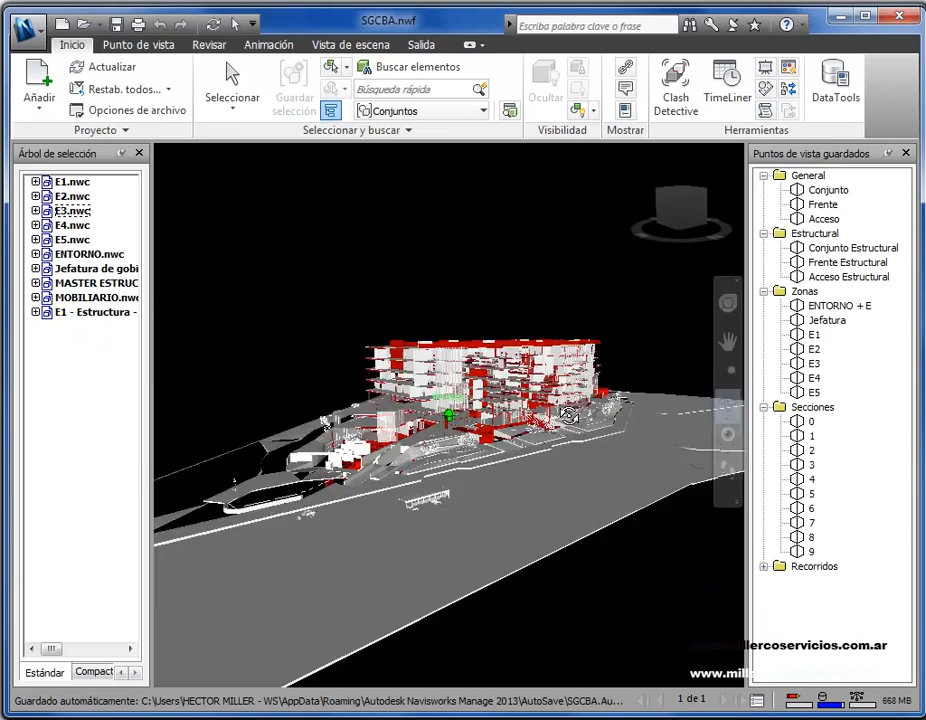 SGCBA.nwf
Escriba palabra clave o frase
Inicio
Punto de vista
Revisar
Animación
Vista de escena
Salida
Añadir
Actualizar
Restab. todos...
Opciones de archivo
Proyecto
Seleccionar
Guardar selección
Buscar elementos
Búsqueda rápida
Conjuntos
Seleccionar y buscar
Ocultar
Visibilidad
Mostrar
Clash Detective
TimeLiner
DataTools
Herramientas
Árbol de selección
E1.nwc
E2.nwc
E3.nwc
E4.nwc
E5.nwc
ENTORNO.nwc
Jefatura de gobi
MASTER ESTRUC
MOBILIARIO.nwc
E1 - Estructura -
Estándar
Compact
Puntos de vista guardados
General
Conjunto
Frente
Acceso
Estructural
Conjunto Estructural
Frente Estructural
Acceso Estructural
Zonas
ENTORNO + E
Jefatura
E1
E2
E3
E4
E5
Secciones
0
1
2
3
4
5
6
7
8
9
Recorridos
www.millercoservicios.ar
Guardado automáticamente: C:\Users\HECTOR MILLER - WS\AppData\Roaming\Autodesk Navisworks Manage 2013\AutoSave\SGCBA.Au...
1 de 1
668 MB